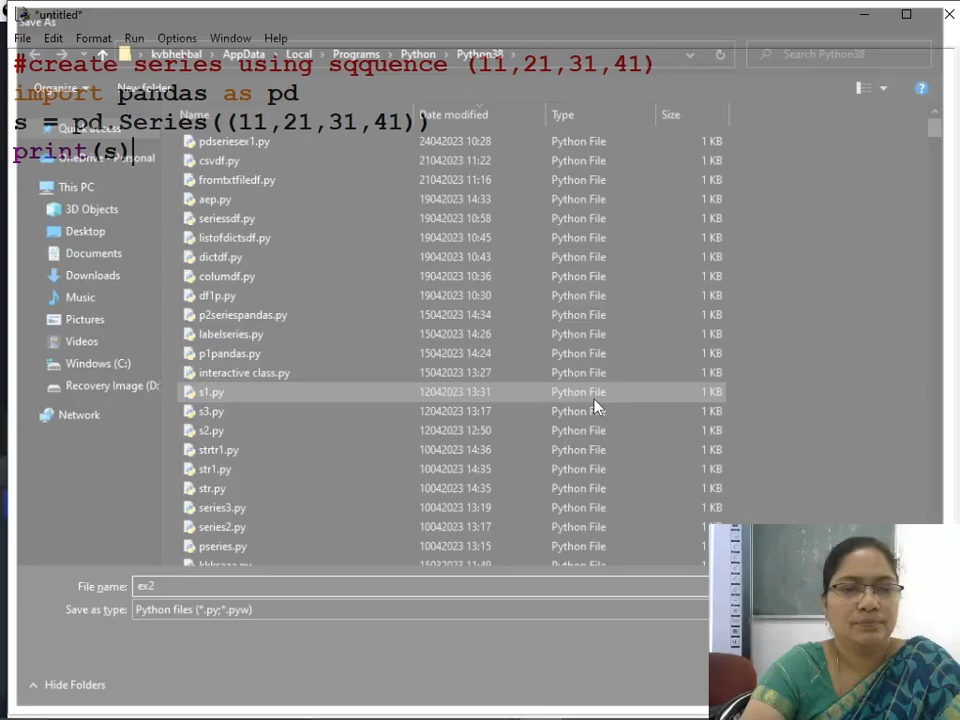 *untitled*
Save As
File Edit Format Run Options Window Help
kvbhebbal AppData Local Programs Python Python38
Search Python38
#create series using sqquence (11,21,31,41)
Organize New folder
import pandas as pd
Name Date modified Type Size
s = pd.Series((11,21,31,41))
Quick access
print(s)
OneDrive - Personal
This PC
3D Objects
Desktop
Documents
Downloads
Music
Pictures
Videos
Windows (C:)
Recovery Image (D:
Network
pdseriesex1.py 24042023 10:28 Python File 1 KB
csvdf.py 21042023 11:22 Python File 1 KB
fromtxtfiledf.py 21042023 11:16 Python File 1 KB
aep.py 19042023 14:33 Python File 1 KB
seriessdf.py 19042023 10:58 Python File 1 KB
listofdictsdf.py 19042023 10:45 Python File 1 KB
dictdf.py 19042023 10:43 Python File 1 KB
columdf.py 19042023 10:36 Python File 1 KB
df1p.py 19042023 10:30 Python File 1 KB
p2seriespandas.py 15042023 14:34 Python File 1 KB
labelseries.py 15042023 14:26 Python File 1 KB
p1pandas.py 15042023 14:24 Python File 1 KB
interactive class.py 15042023 13:27 Python File 1 KB
s1.py 12042023 13:31 Python File 1 KB
s3.py 12042023 13:17 Python File 1 KB
s2.py 12042023 12:50 Python File 1 KB
strtr1.py 10042023 14:36 Python File 1 KB
str1.py 10042023 14:35 Python File 1 KB
str.py 10042023 14:35 Python File 1 KB
series3.py 10042023 13:19 Python File 1 KB
series2.py 10042023 13:17 Python File 1 KB
pseries.py 10042023 13:15 Python File 1 KB
File name: ex2
Save as type: Python files (*.py;*.pyw)
Hide Folders